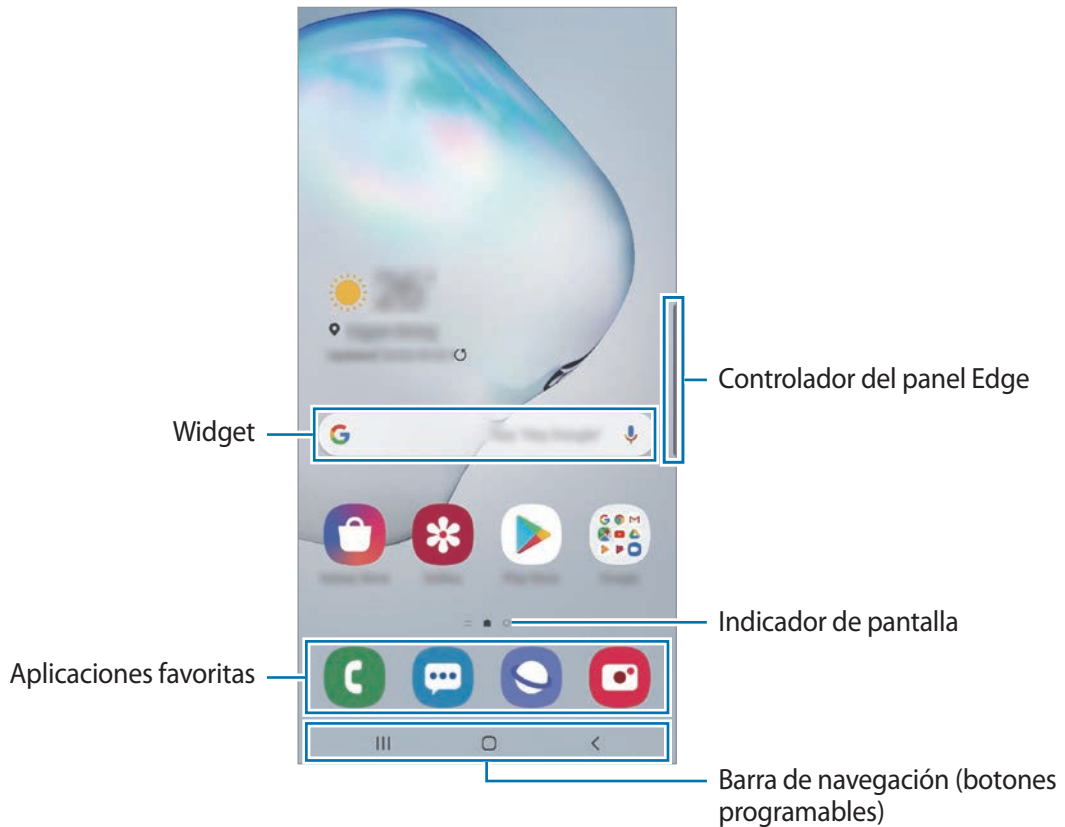 Controlador del panel Edge
Widget
Indicador de pantalla
Aplicaciones favoritas
Barra de navegación (botones
programables)